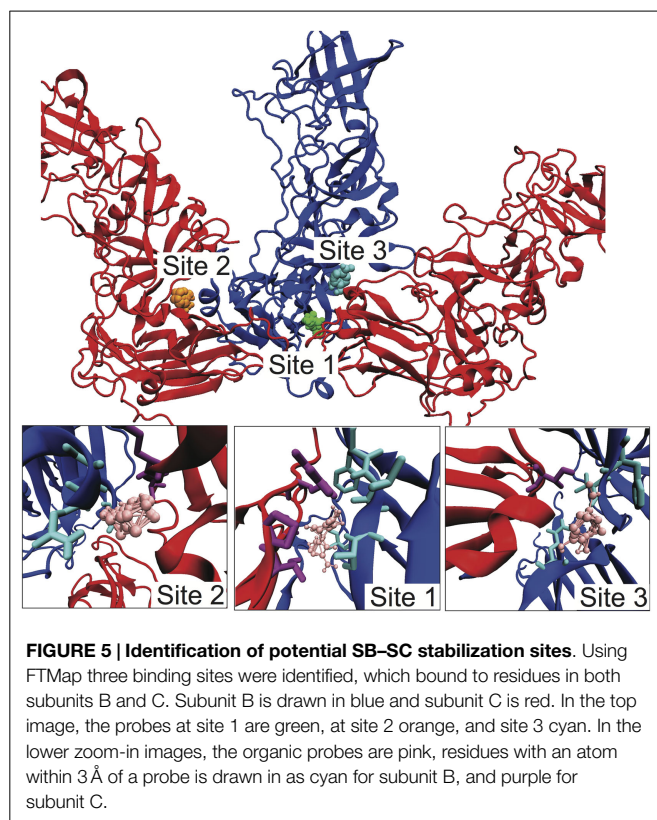 Site 3
Site 2
Site 1
Site 2
Site 1
Site 3
FIGURE 5 | Identification of potential SB–SC stabilization sites. Using
FTMap three binding sites were identified, which bound to residues in both
subunits B and C. Subunit B is drawn in blue and subunit C is red. In the top
image, the probes at site 1 are green, at site 2 orange, and site 3 cyan. In the
lower zoom-in images, the organic probes are pink, residues with an atom
within 3 Å of a probe is drawn in as cyan for subunit B, and purple for
subunit C.